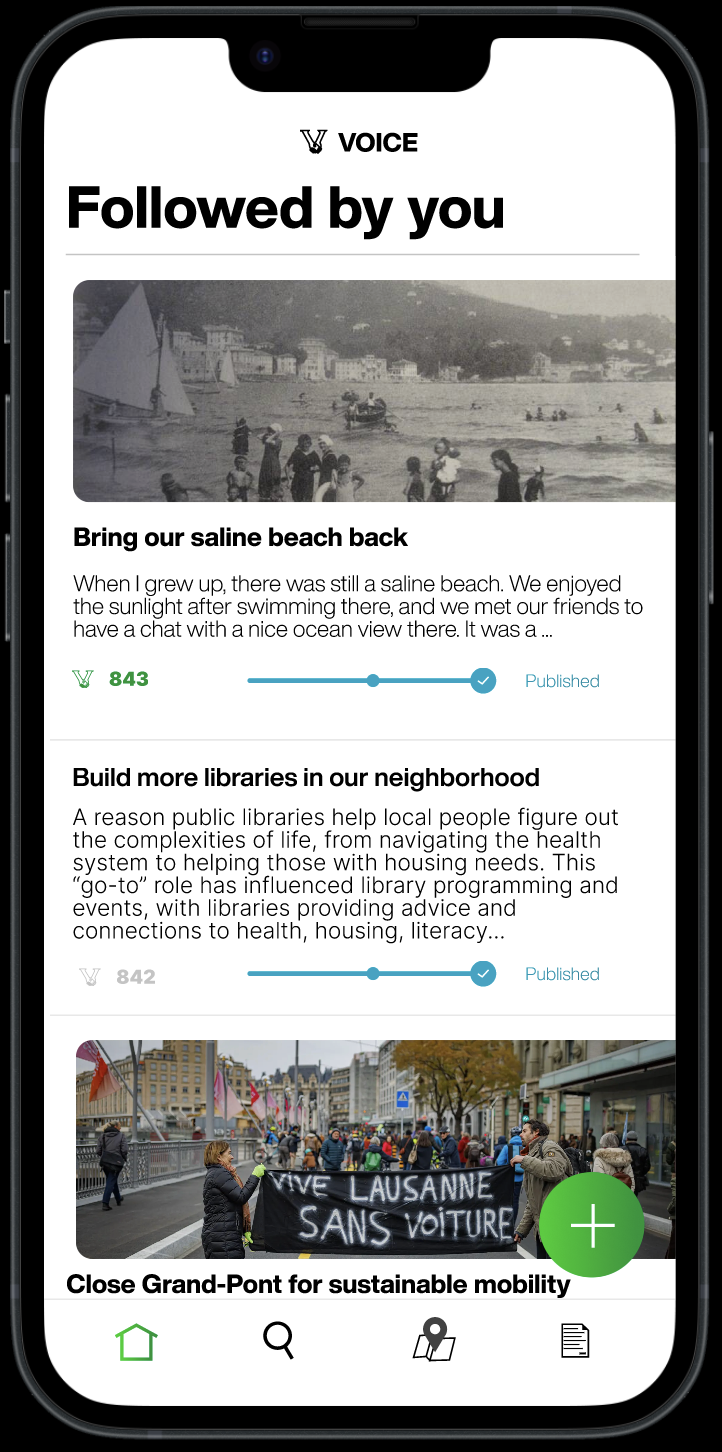 VOICE
Followed by you
Bring our saline beach back
When I grew up, there was still a saline beach. We enjoyed
the sunlight after swimming there, and we met our friends to
have a chat with a nice ocean view there. It was a ...
843
Published
Build more libraries in our neighborhood
A reason public libraries help local people figure out
the complexities of life, from navigating the health
system to helping those with housing needs. This
“go-to” role has influenced library programming and
events, with libraries providing advice and
connections to health, housing, literacy...
842
Published
VIVE LAUSANNE
SANS VOITURE
Close Grand-Pont for sustainable mobility